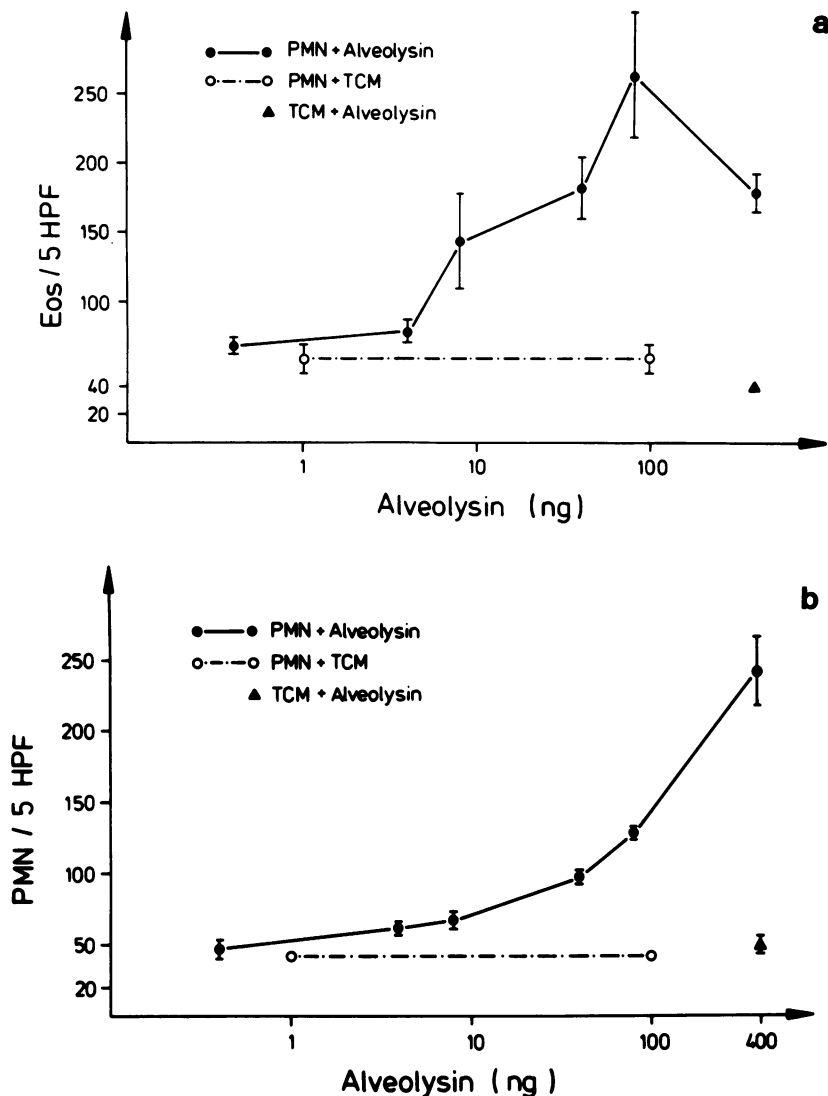 a
PMN + Alveolysin
PMN + TCM
TCM + Alveolysin
Eos / 5 HPF
250
200
150
100
40
20
1
10
100
Alveolysin (ng)
b
PMN + Alveolysin
PMN + TCM
TCM + Alveolysin
PMN / 5 HPF
250
200
150
100
50
20
1
10
100
400
Alveolysin (ng)